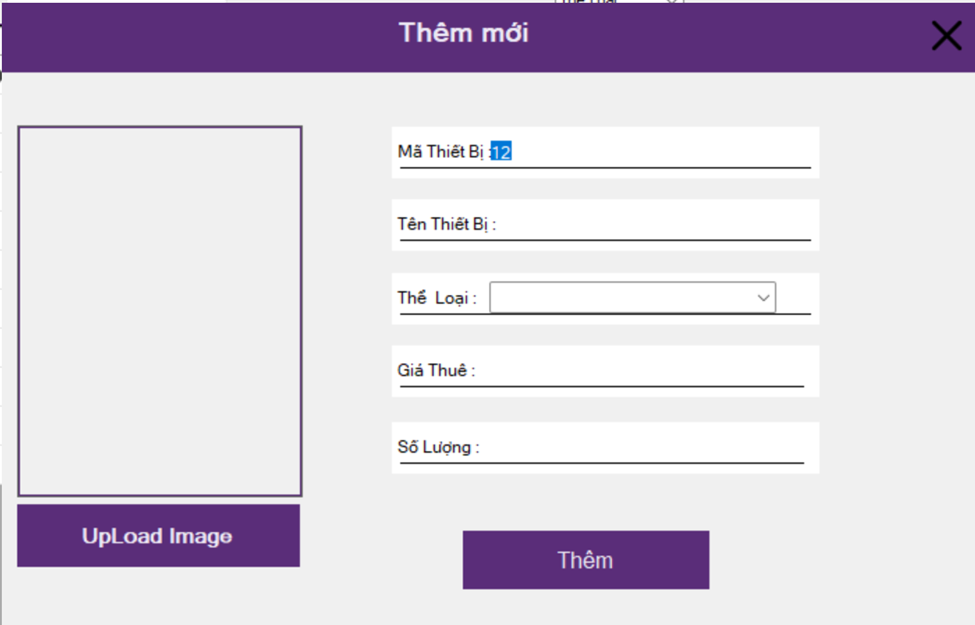 Thêm mới
Mã Thiết Bị :12
Tên Thiết Bị :
Thể Loại :
Giá Thuê :
Số Lượng :
UpLoad Image
Thêm